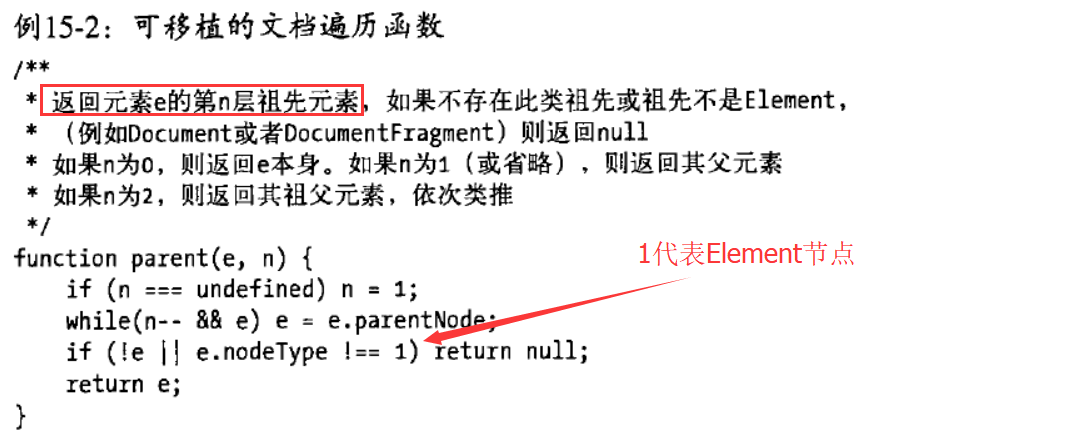 例15-2：可移植的文档遍历函数
/**
* 返回元素e的第n层祖先元素，如果不存在此类祖先或祖先不是Element，
* （例如Document或者DocumentFragment）则返回null
* 如果n为0，则返回e本身。如果n为1（或省略），则返回其父元素
* 如果n为2，则返回其祖父元素，依次类推
*/
function parent(e, n) {
1代表Element节点
if (n === undefined) n = 1;
while(n-- && e) e = e.parentNode;
if (!e || e.nodeType !== 1) return null;
return e;
}